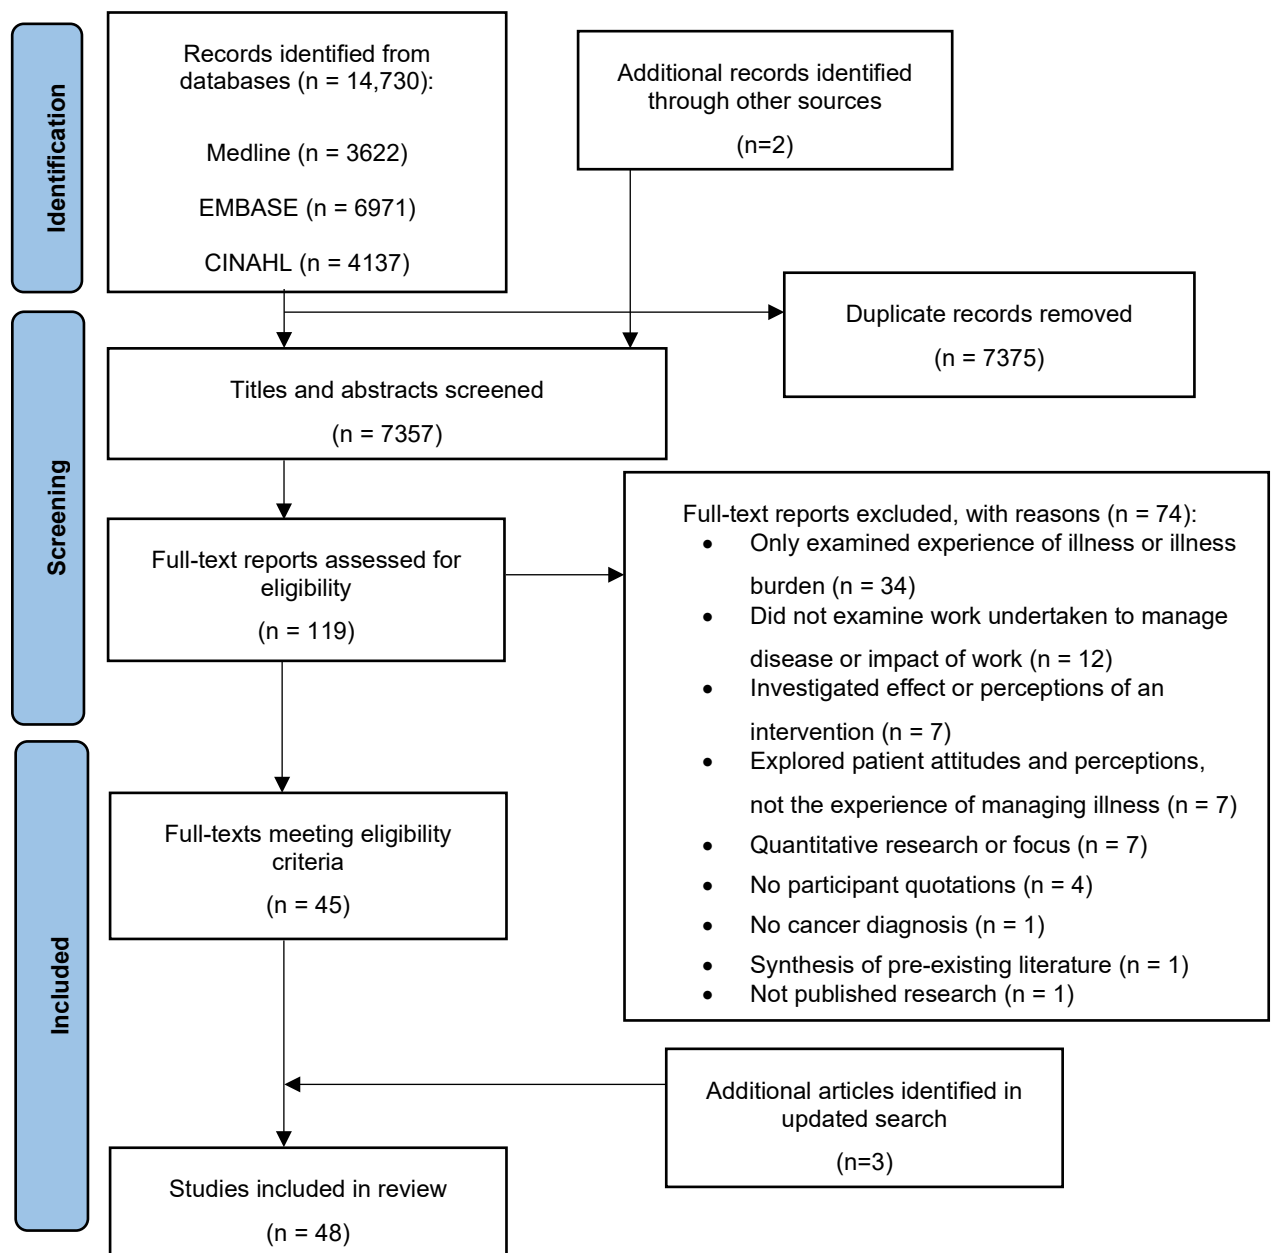 Identification
Records identified from
databases (n = 14,730):
Medline (n = 3622)
EMBASE (n = 6971)
CINAHL (n = 4137)
Additional records identified
through other sources
(n=2)
Duplicate records removed
(n = 7375)
Screening
Titles and abstracts screened
(n = 7357)
Full-text reports assessed for
eligibility
(n = 119)
Full-text reports excluded, with reasons (n = 74):
• Only examined experience of illness or illness
burden (n = 34)
• Did not examine work undertaken to manage
disease or impact of work (n = 12)
• Investigated effect or perceptions of an
intervention (n = 7)
• Explored patient attitudes and perceptions,
not the experience of managing illness (n = 7)
• Quantitative research or focus (n = 7)
• No participant quotations (n = 4)
• No cancer diagnosis (n = 1)
• Synthesis of pre-existing literature (n = 1)
• Not published research (n = 1)
Included
Full-texts meeting eligibility
criteria
(n = 45)
Additional articles identified in
updated search
(n=3)
Studies included in review
(n = 48)